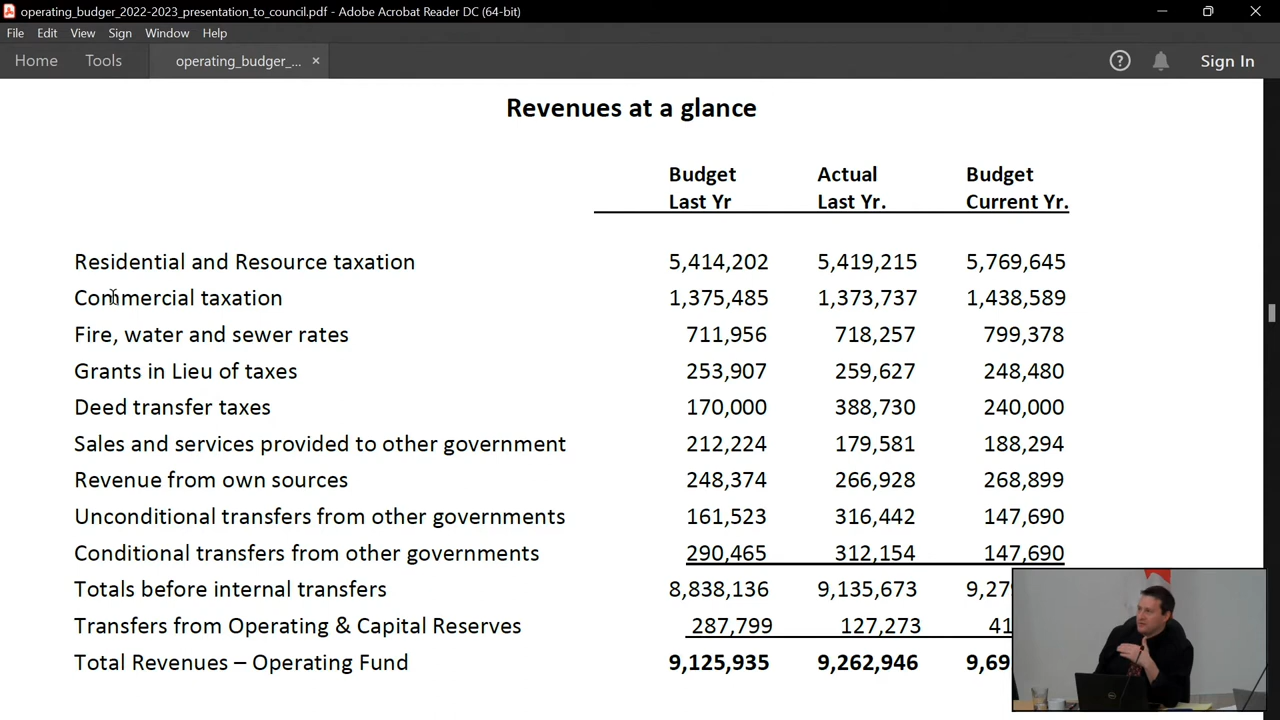 operating_budget_2022-2023_presentation_to_council.pdf - Adobe Acrobat Reader DC (64-bit)
File Edit View Sign Window Help
Home Tools operating_budget_... × ? Sign In
Revenues at a glance
Budget Actual Budget
Last Yr Last Yr. Current Yr.
Residential and Resource taxation 5,414,202 5,419,215 5,769,645
Commercial taxation 1,375,485 1,373,737 1,438,589
Fire, water and sewer rates 711,956 718,257 799,378
Grants in Lieu of taxes 253,907 259,627 248,480
Deed transfer taxes 170,000 388,730 240,000
Sales and services provided to other government 212,224 179,581 188,294
Revenue from own sources 248,374 266,928 268,899
Unconditional transfers from other governments 161,523 316,442 147,690
Conditional transfers from other governments 290,465 312,154 147,690
Totals before internal transfers 8,838,136 9,135,673 9,27
Transfers from Operating & Capital Reserves 287,799 127,273 41
Total Revenues – Operating Fund 9,125,935 9,262,946 9,69